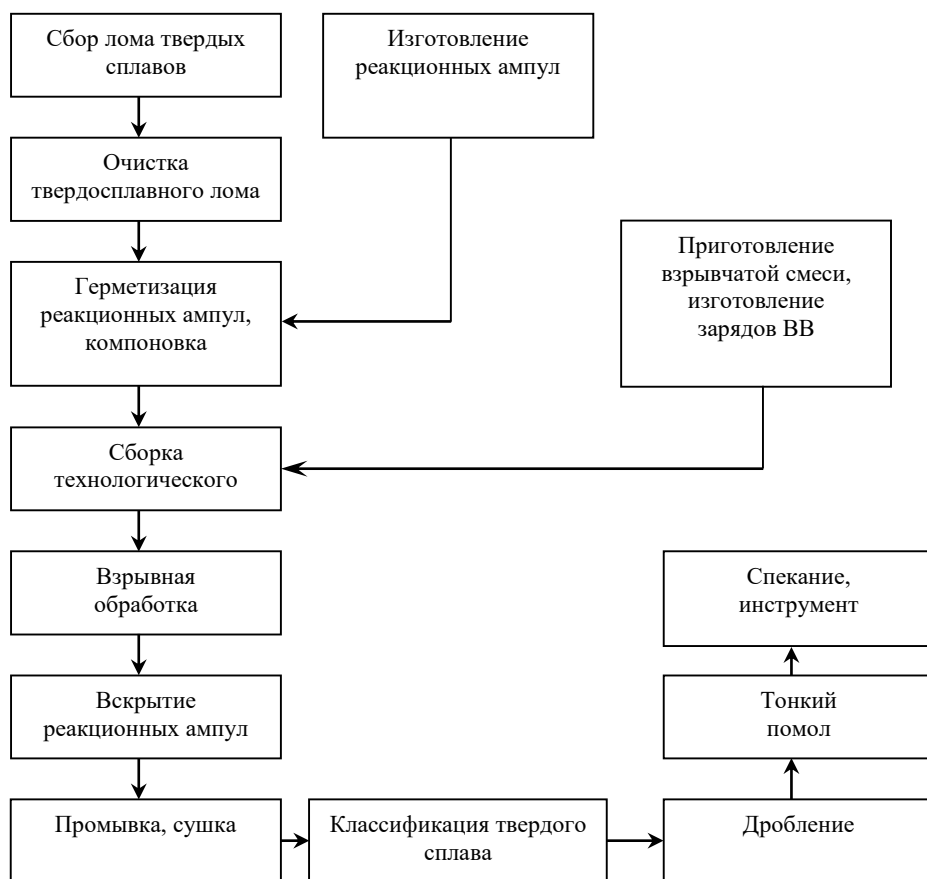 Сбор лома твердых
сплавов
Изготовление
реакционных ампул
Очистка
твердосплавного лома
Приготовление
взрывчатой смеси,
изготовление
зарядов ВВ
Герметизация
реакционных ампул,
компоновка
Сборка
технологического
Взрывная
обработка
Спекание,
инструмент
Вскрытие
реакционных ампул
Тонкий
помол
Промывка, сушка
Классификация твердого
сплава
Дробление